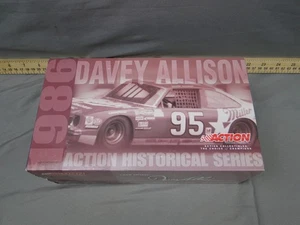 1986
DAVEY ALLISON
95
ACTION
ACTION HISTORICAL SERIES